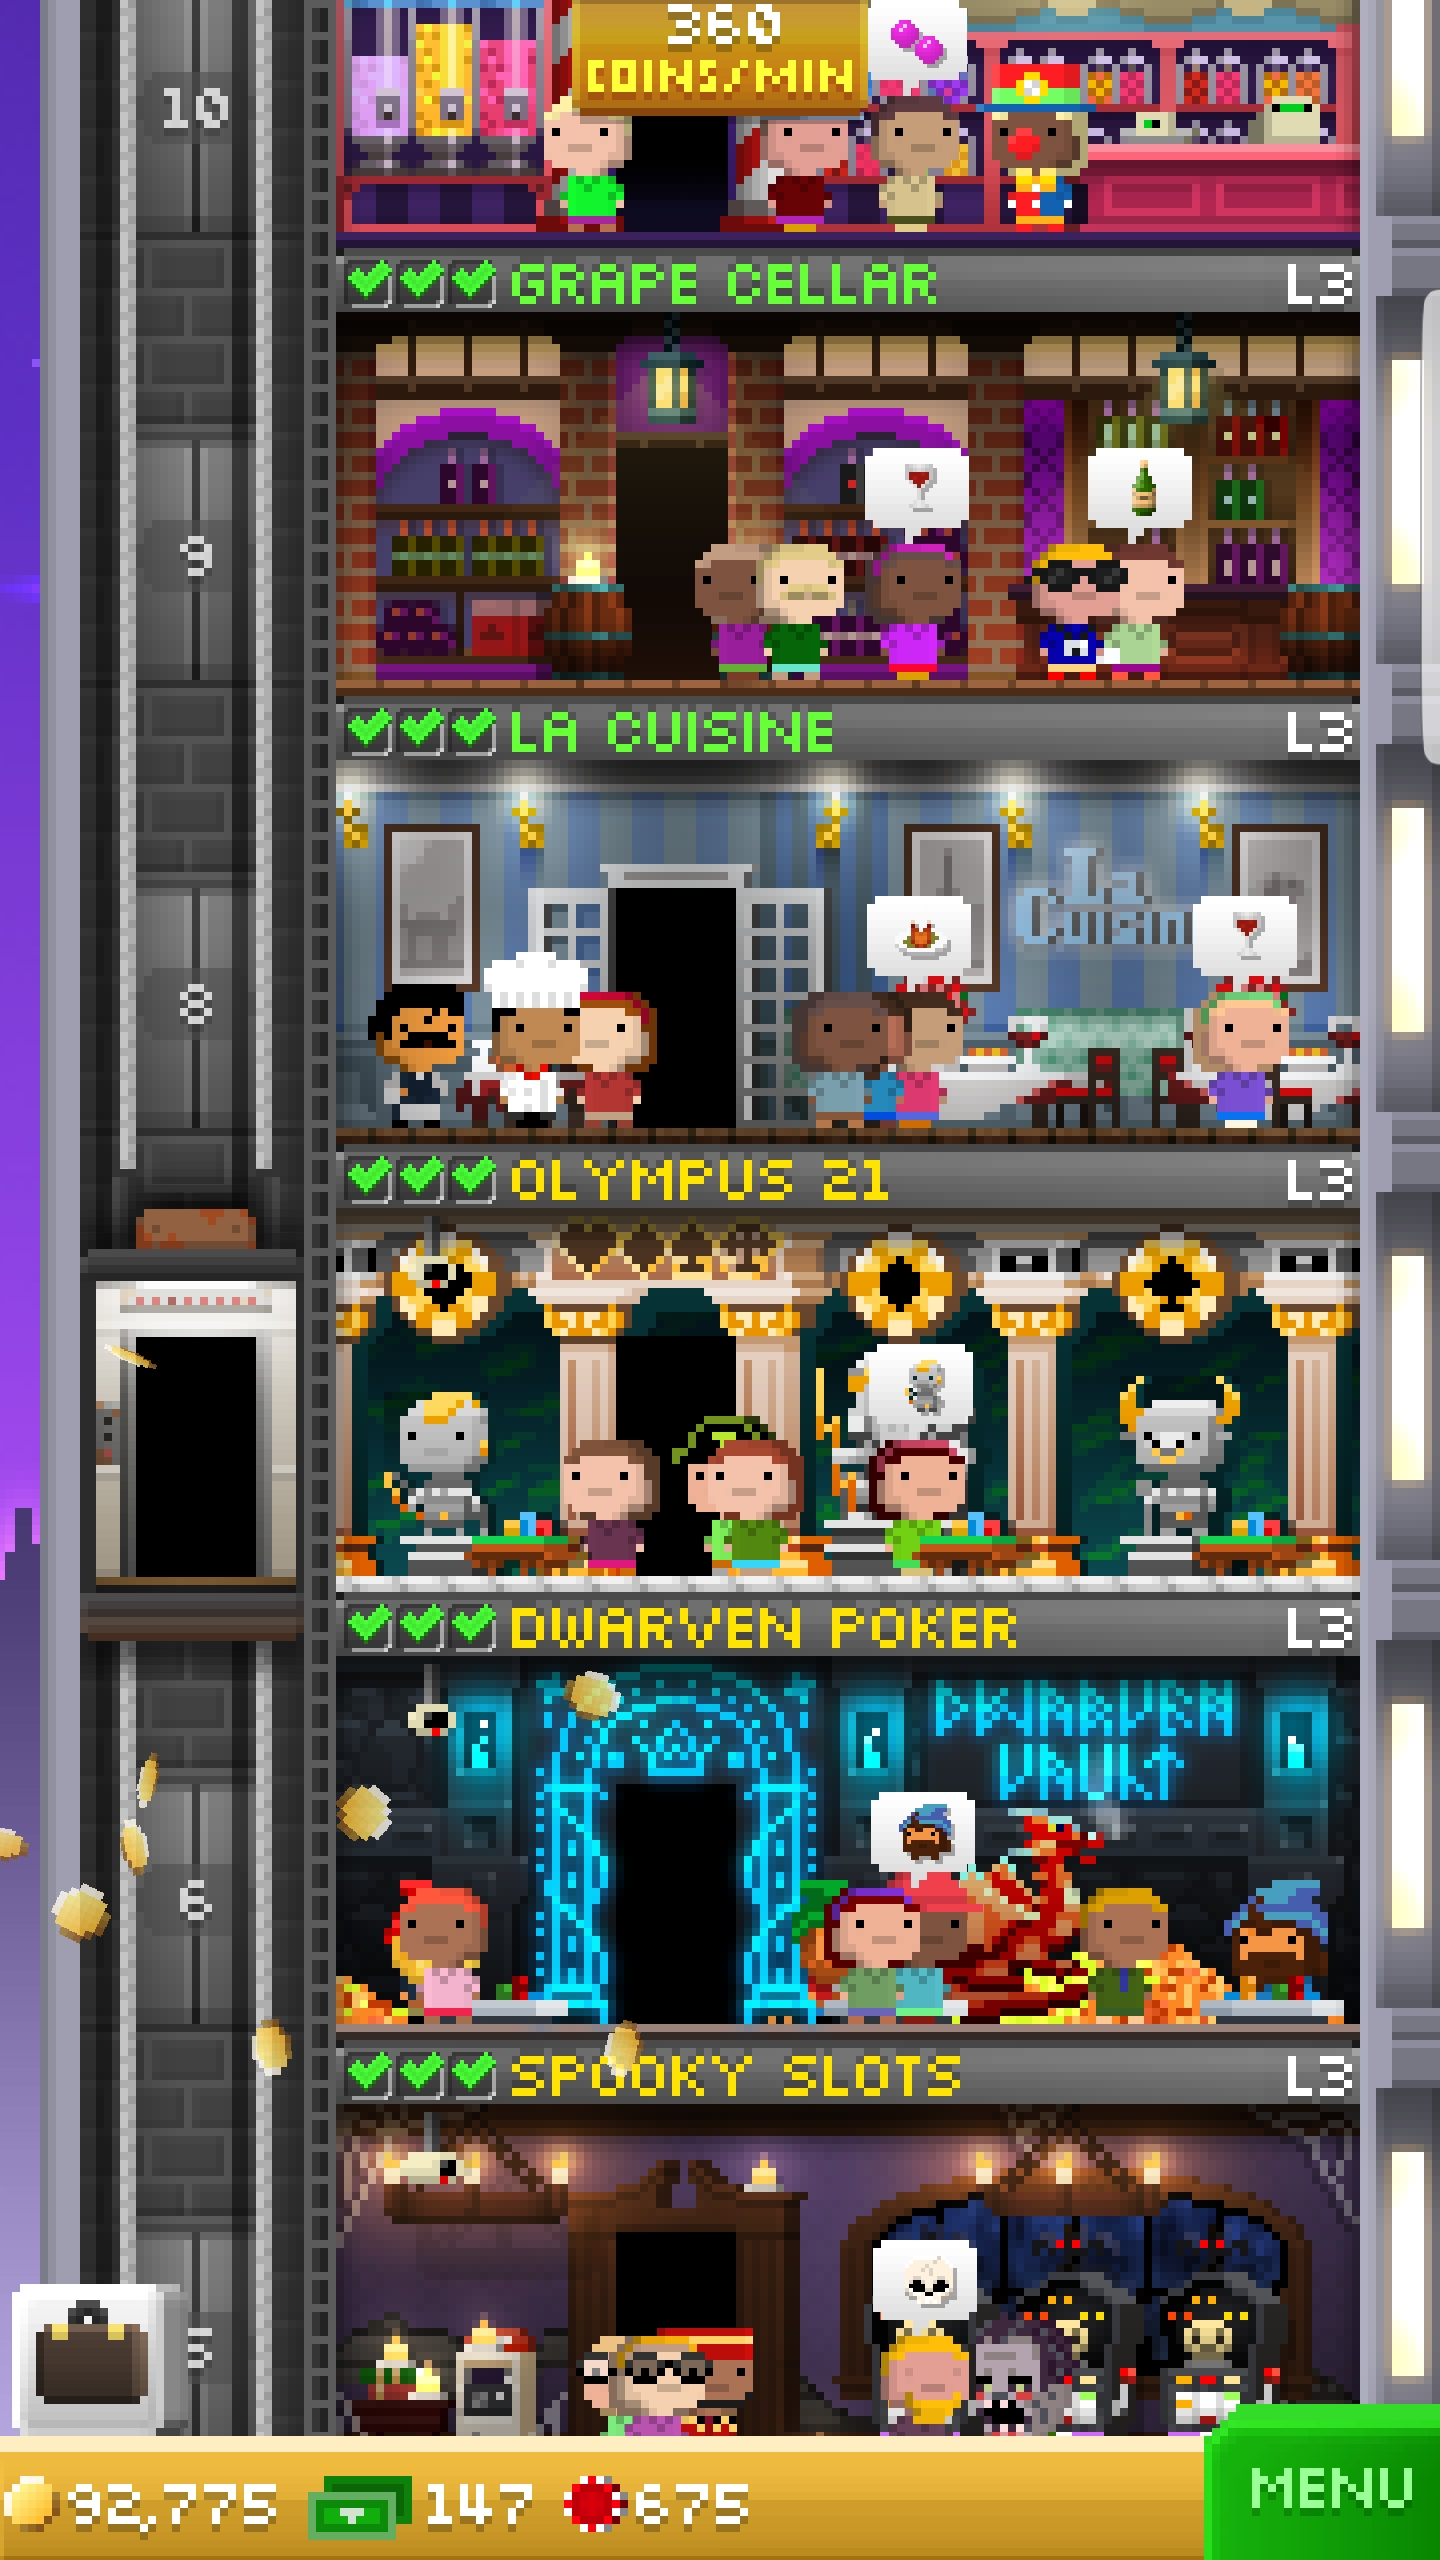 360
COINS/MIN
10
GRAPE CELLAR L3
9
LA CUISINE L3
8
La
Cuisin
OLYMPUS 21 L3
DWARVEN POKER L3
DWARVEN
VAULT
6
SPOOKY SLOTS L3
5
92,775 147 675
MENU